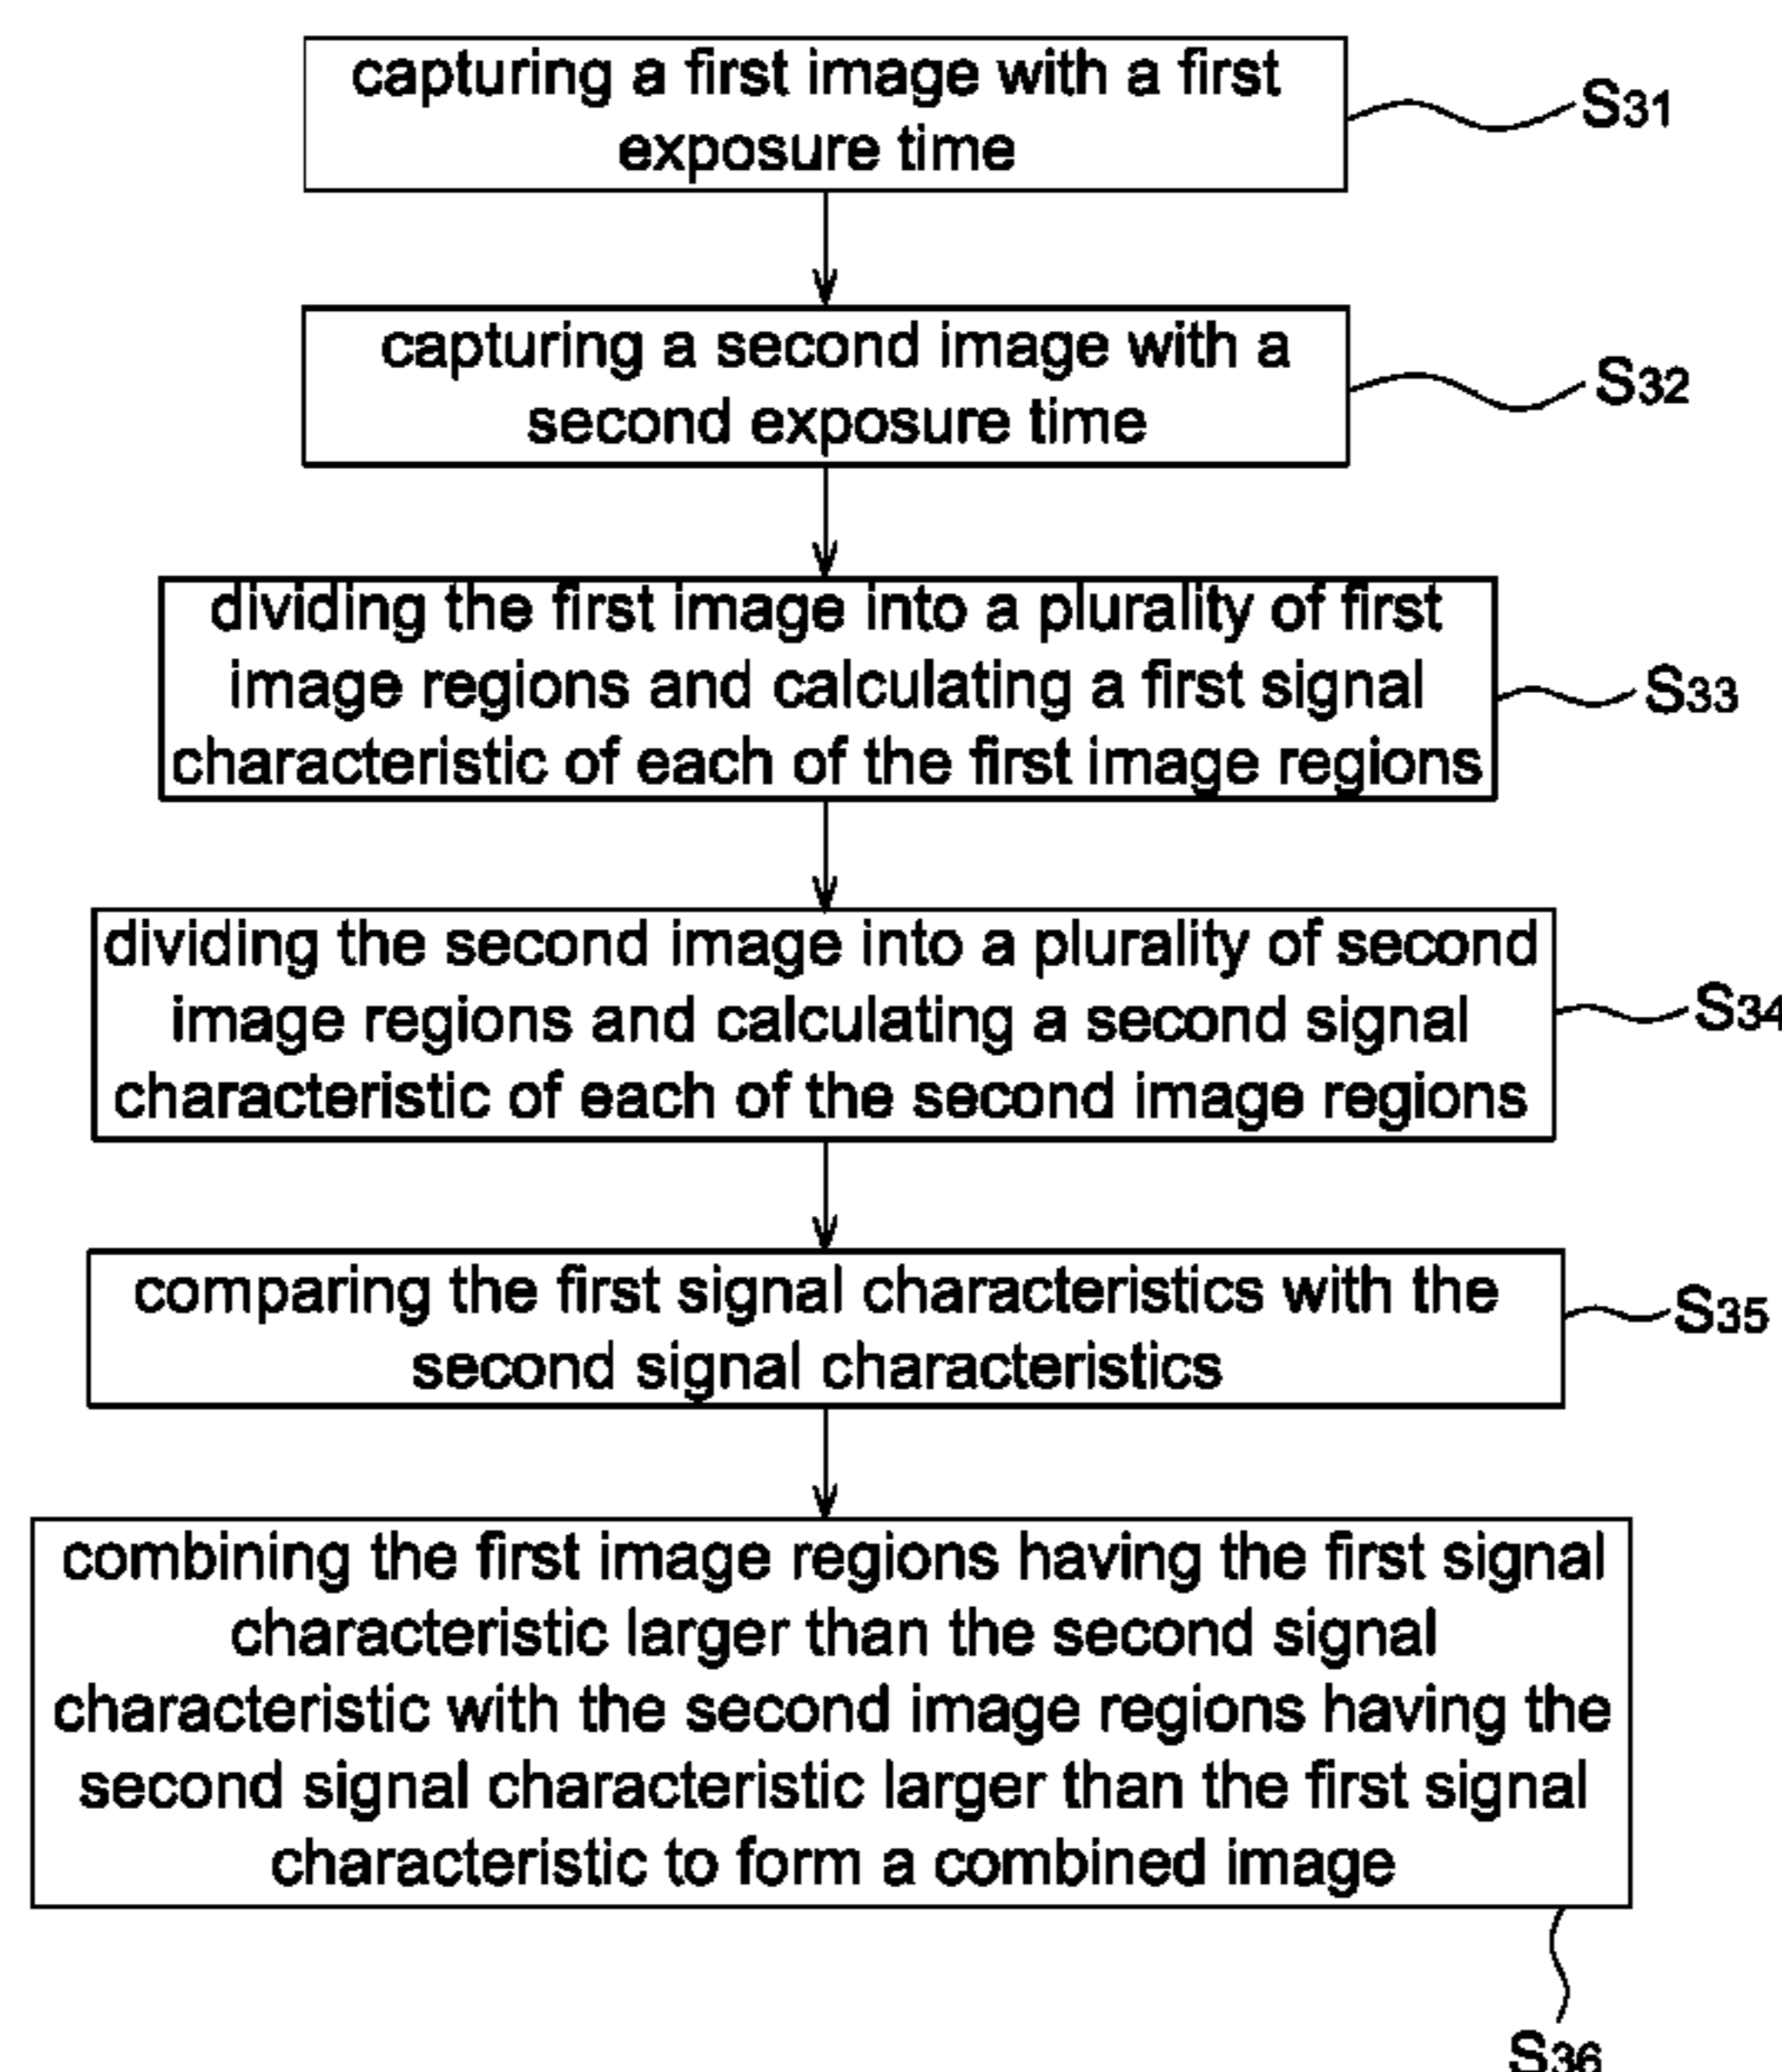 capturing a first image with a first
exposure time
S31
capturing a second image with a
second exposure time
S32
dividing the first image into a plurality of first
image regions and calculating a first signal
characteristic of each of the first image regions
S33
dividing the second image into a plurality of second
image regions and calculating a second signal
characteristic of each of the second image regions
S34
comparing the first signal characteristics with the
second signal characteristics
S35
combining the first image regions having the first signal
characteristic larger than the second signal
characteristic with the second image regions having the
second signal characteristic larger than the first signal
characteristic to form a combined image
S36